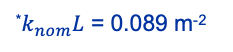 *k_nom L = 0.089 m^-2